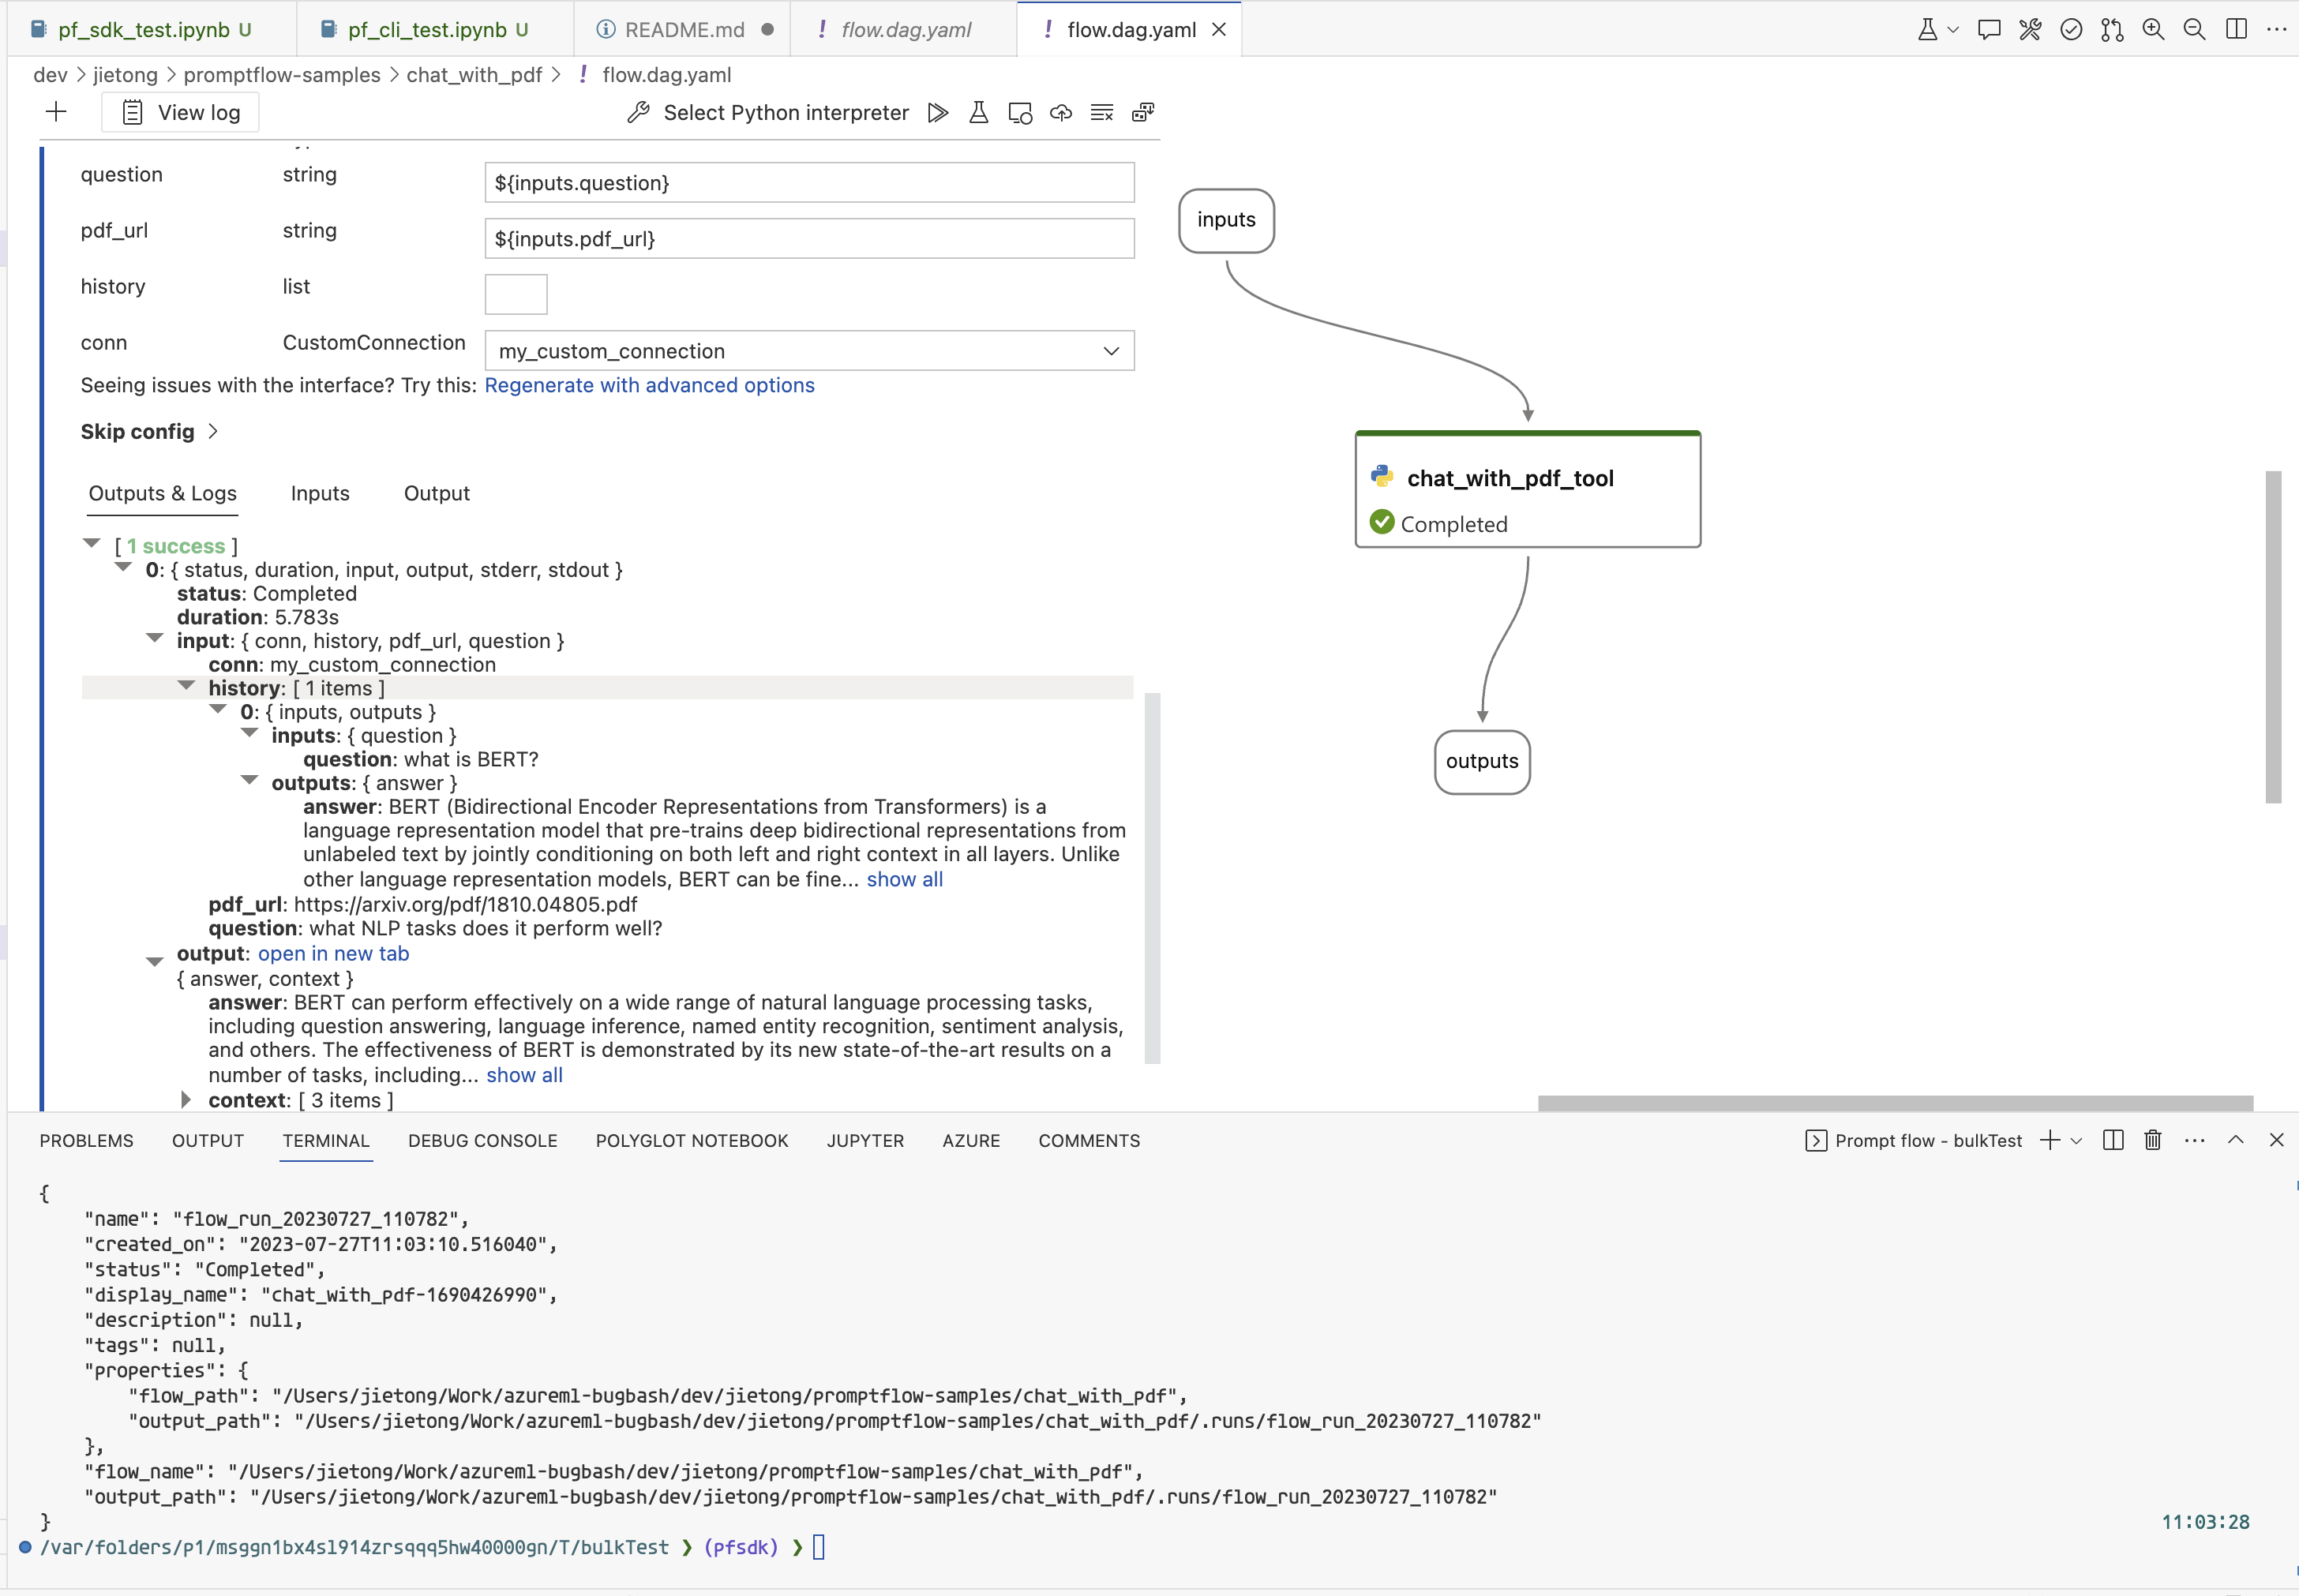 pf_sdk_test.ipynb U
pf_cli_test.ipynb U
README.md
! flow.dag.yaml
! flow.dag.yaml
dev > jietong > promptflow-samples > chat_with_pdf > ! flow.dag.yaml
View log
Select Python interpreter
question string ${inputs.question}
pdf_url string ${inputs.pdf_url}
history list
conn CustomConnection my_custom_connection
Seeing issues with the interface? Try this: Regenerate with advanced options
Skip config >
Outputs & Logs Inputs Output
[ 1 success ]
0: { status, duration, input, output, stderr, stdout }
status: Completed
duration: 5.783s
input: { conn, history, pdf_url, question }
conn: my_custom_connection
history: [ 1 items ]
0: { inputs, outputs }
inputs: { question }
question: what is BERT?
outputs: { answer }
answer: BERT (Bidirectional Encoder Representations from Transformers) is a
language representation model that pre-trains deep bidirectional representations from
unlabeled text by jointly conditioning on both left and right context in all layers. Unlike
other language representation models, BERT can be fine... show all
pdf_url: https://arxiv.org/pdf/1810.04805.pdf
question: what NLP tasks does it perform well?
output: open in new tab
{ answer, context }
answer: BERT can perform effectively on a wide range of natural language processing tasks,
including question answering, language inference, named entity recognition, sentiment analysis,
and others. The effectiveness of BERT is demonstrated by its new state-of-the-art results on a
number of tasks, including... show all
context: [ 3 items ]
inputs
chat_with_pdf_tool
Completed
outputs
PROBLEMS OUTPUT TERMINAL DEBUG CONSOLE POLYGLOT NOTEBOOK JUPYTER AZURE COMMENTS
Prompt flow - bulkTest
{
"name": "flow_run_20230727_110782",
"created_on": "2023-07-27T11:03:10.516040",
"status": "Completed",
"display_name": "chat_with_pdf-1690426990",
"description": null,
"tags": null,
"properties": {
"flow_path": "/Users/jietong/Work/azureml-bugbash/dev/jietong/promptflow-samples/chat_with_pdf",
"output_path": "/Users/jietong/Work/azureml-bugbash/dev/jietong/promptflow-samples/chat_with_pdf/.runs/flow_run_20230727_110782"
},
"flow_name": "/Users/jietong/Work/azureml-bugbash/dev/jietong/promptflow-samples/chat_with_pdf",
"output_path": "/Users/jietong/Work/azureml-bugbash/dev/jietong/promptflow-samples/chat_with_pdf/.runs/flow_run_20230727_110782"
}
11:03:28
/var/folders/p1/msggn1bx4sl914zrsqqq5hw40000gn/T/bulkTest ❯ (pfsdk) ❯